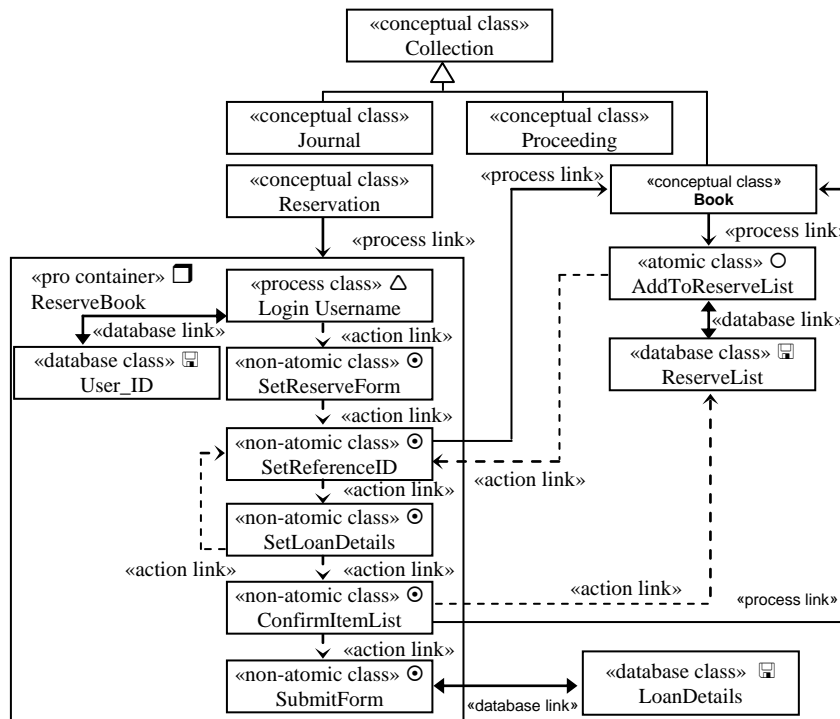 «conceptual class»
Collection
«conceptual class»
Journal
«conceptual class»
Proceeding
«conceptual class»
Reservation
«process link»
«conceptual class»
Book
«process link»
«process link»
«pro container»
ReserveBook
«process class»
Login Username
«atomic class»
AddToReserveList
«database link»
«action link»
«database link»
«database class»
User_ID
«non-atomic class»
SetReserveForm
«database class»
ReserveList
«action link»
«non-atomic class»
SetReferenceID
«action link»
«action link»
«non-atomic class»
SetLoanDetails
«action link»
«action link»
«non-atomic class»
ConfirmItemList
«action link»
«process link»
«action link»
«non-atomic class»
SubmitForm
«database link»
«database class»
LoanDetails